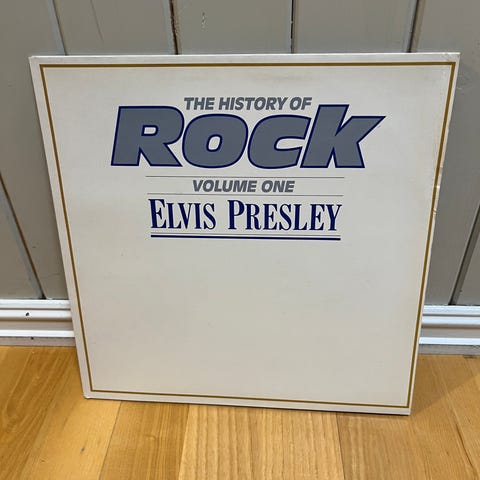 THE HISTORY OF
Rock
VOLUME ONE
ELVIS PRESLEY